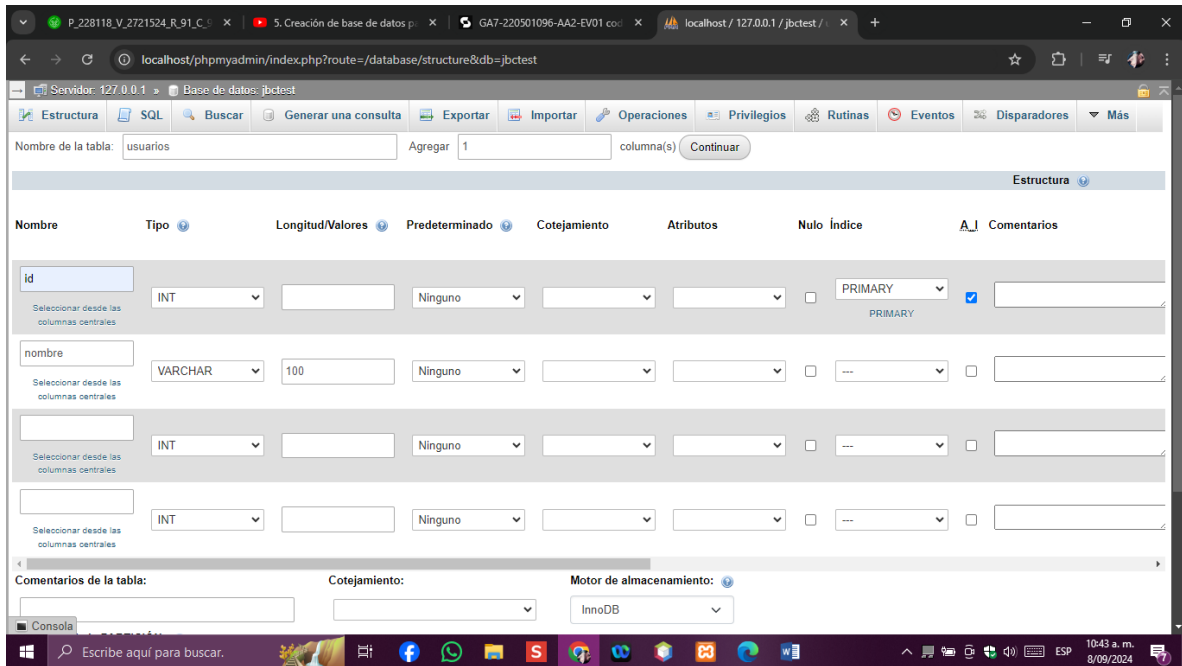 P_228118_V_2721524_R_91_C_9
5. Creación de base de datos pa
GA7-220501096-AA2-EV01 cod
localhost / 127.0.0.1 / jbctest / u
localhost/phpmyadmin/index.php?route=/database/structure&db=jbctest
Servidor: 127.0.0.1 » Base de datos: jbctest
Estructura SQL Buscar Generar una consulta Exportar Importar Operaciones Privilegios Rutinas Eventos Disparadores Más
Nombre de la tabla: usuarios Agregar 1 columna(s) Continuar
Estructura
Nombre Tipo Longitud/Valores Predeterminado Cotejamiento Atributos Nulo Índice A_I Comentarios
id
INT Ninguno PRIMARY
Seleccionar desde las
columnas centrales
PRIMARY
nombre
VARCHAR 100 Ninguno ---
Seleccionar desde las
columnas centrales
INT Ninguno ---
Seleccionar desde las
columnas centrales
INT Ninguno ---
Seleccionar desde las
columnas centrales
Comentarios de la tabla: Cotejamiento: Motor de almacenamiento:
InnoDB
Consola
Escribe aquí para buscar.
ESP
10:43 a. m.
8/09/2024